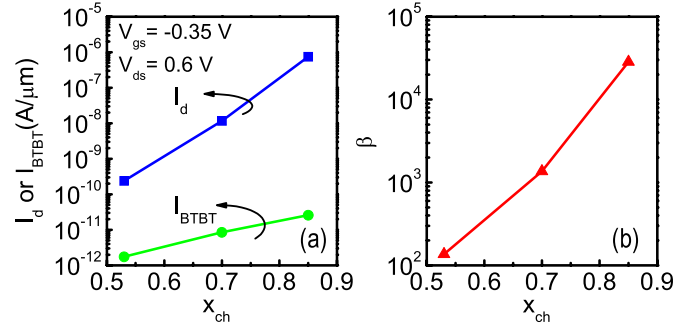 V_gs = -0.35 V
V_ds = 0.6 V
I_d
I_BTBT
(a)
I_d or I_BTBT(A/μm)
10^-5
10^-6
10^-7
10^-8
10^-9
10^-10
10^-11
10^-12
0.5 0.6 0.7 0.8 0.9
x_ch
(b)
β
10^5
10^4
10^3
10^2
0.5 0.6 0.7 0.8 0.9
x_ch